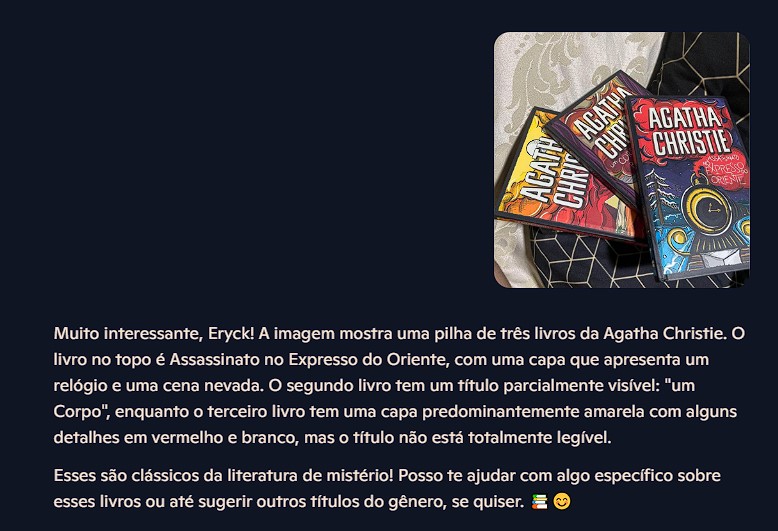 AGATHA
CHRISTIE
ASSASSINATO
EXPRESSO
ORIENTE
AGATHA
CHRI
UM CO
AGATH
CHRI
Muito interessante, Eryck! A imagem mostra uma pilha de três livros da Agatha Christie. O
livro no topo é Assassinato no Expresso do Oriente, com uma capa que apresenta um
relógio e uma cena nevada. O segundo livro tem um título parcialmente visível: "um
Corpo", enquanto o terceiro livro tem uma capa predominantemente amarela com alguns
detalhes em vermelho e branco, mas o título não está totalmente legível.
Esses são clássicos da literatura de mistério! Posso te ajudar com algo específico sobre
esses livros ou até sugerir outros títulos do gênero, se quiser. 📚 😊